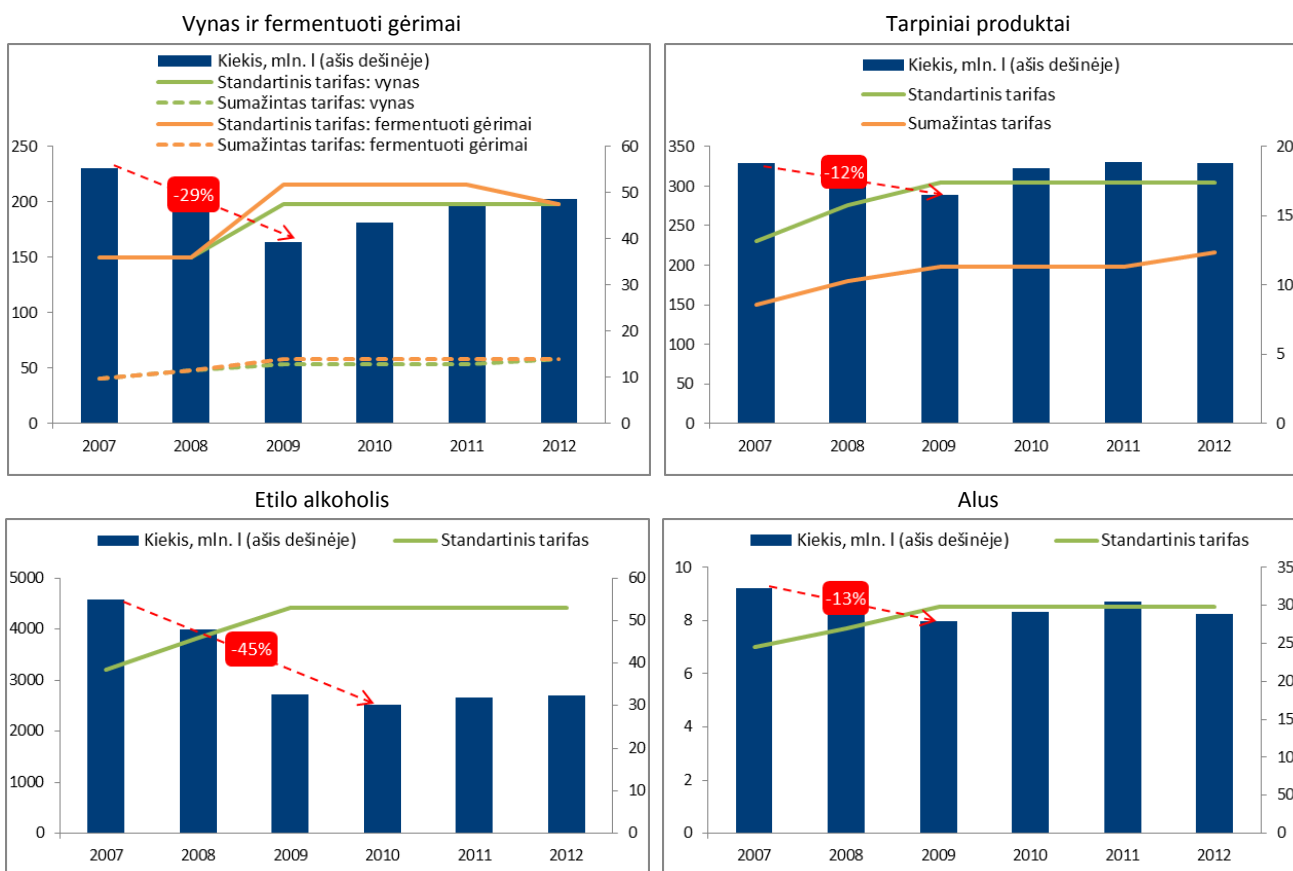 Vynas ir fermentuoti gėrimai
Kiekis, mln. l (ašis dešinėje)
Standartinis tarifas: vynas
Sumažintas tarifas: vynas
Standartinis tarifas: fermentuoti gėrimai
Sumažintas tarifas: fermentuoti gėrimai
250
200
150
100
50
0
60
50
40
30
20
10
0
-29%
2007 2008 2009 2010 2011 2012
Tarpiniai produktai
Kiekis, mln. l (ašis dešinėje)
Standartinis tarifas
Sumažintas tarifas
350
300
250
200
150
100
50
0
20
15
10
5
0
-12%
2007 2008 2009 2010 2011 2012
Etilo alkoholis
Kiekis, mln. l (ašis dešinėje) Standartinis tarifas
5000
4000
3000
2000
1000
0
60
50
40
30
20
10
0
-45%
2007 2008 2009 2010 2011 2012
Alus
Kiekis, mln. l (ašis dešinėje) Standartinis tarifas
10
8
6
4
2
0
-13%
2007 2008 2009 2010 2011 2012